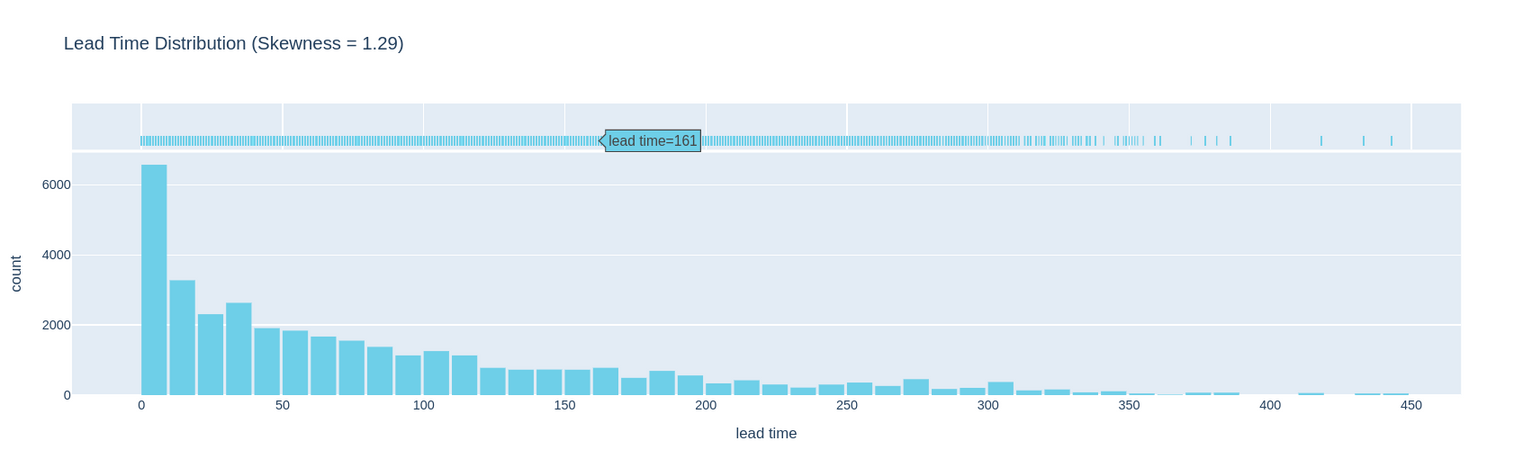 Lead Time Distribution (Skewness = 1.29)
lead time=161
6000
4000
2000
0
count
0 50 100 150 200 250 300 350 400 450
lead time